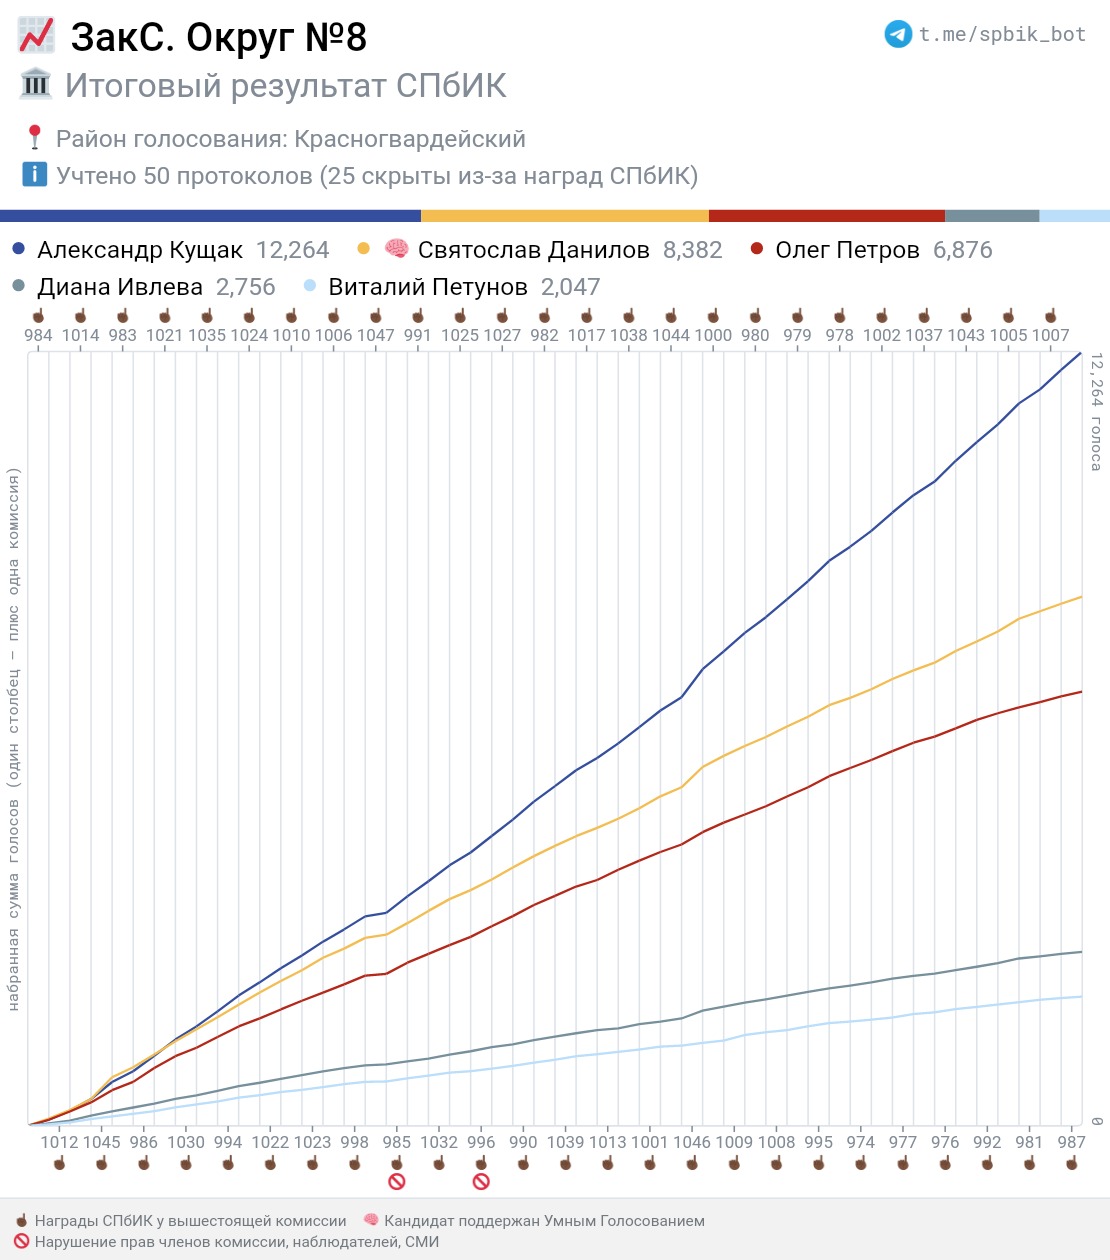 ЗакС. Округ №8
t.me/spbik_bot
Итоговый результат СПбИК
Район голосования: Красногвардейский
Учтено 50 протоколов (25 скрыты из-за наград СПбИК)
Александр Кущак 12,264 Святослав Данилов 8,382 Олег Петров 6,876
Диана Ивлева 2,756 Виталий Петунов 2,047
984 1014 983 1021 1035 1024 1010 1006 1047 991 1025 1027 982 1017 1038 1044 1000 980 979 978 1002 1037 1043 1005 1007
12,264 голоса
набранная сумма голосов (один столбец – плюс одна комиссия)
0
1012 1045 986 1030 994 1022 1023 998 985 1032 996 990 1039 1013 1001 1046 1009 1008 995 974 977 976 992 981 987
Награды СПбИК у вышестоящей комиссии Кандидат поддержан Умным Голосованием
Нарушение прав членов комиссии, наблюдателей, СМИ